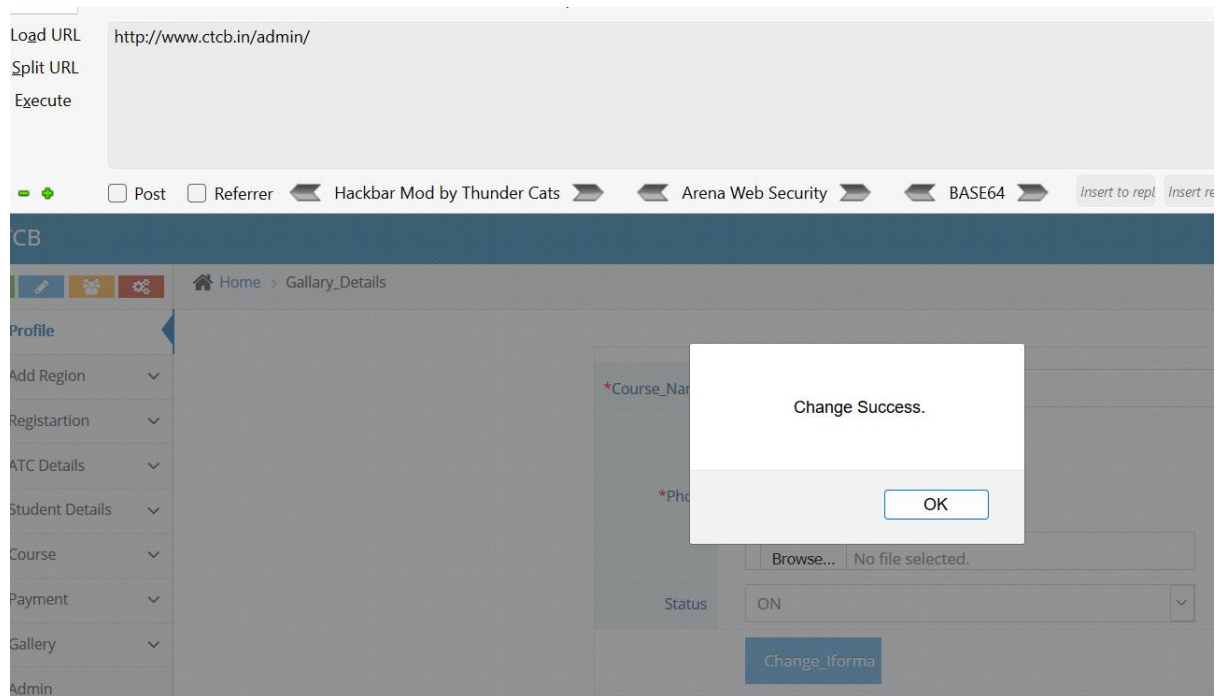 Load URL
http://www.ctcb.in/admin/
Split URL
Execute
Post
Referrer
Hackbar Mod by Thunder Cats
Arena Web Security
BASE64
Insert to repl
Insert re
CB
Home > Gallary_Details
Profile
Add Region
Registartion
ATC Details
Student Details
Course
Payment
Gallery
Admin
*Course_Nar
Change Success.
*Pho
OK
Browse... No file selected.
Status
ON
Change_Iforma